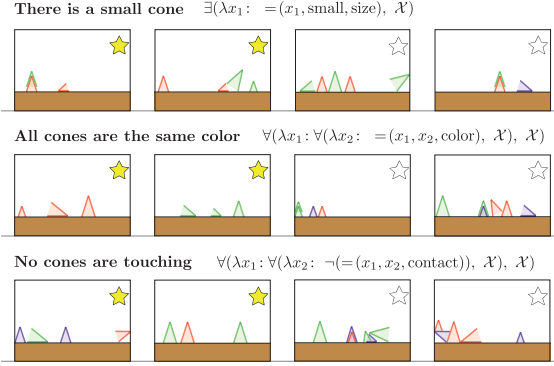 There is a small cone ∃(λx₁: =(x₁, small, size), 𝒳)
All cones are the same color ∀(λx₁: ∀(λx₂: =(x₁, x₂, color), 𝒳), 𝒳)
No cones are touching ∀(λx₁: ∀(λx₂: ¬(=(x₁, x₂, contact)), 𝒳), 𝒳)